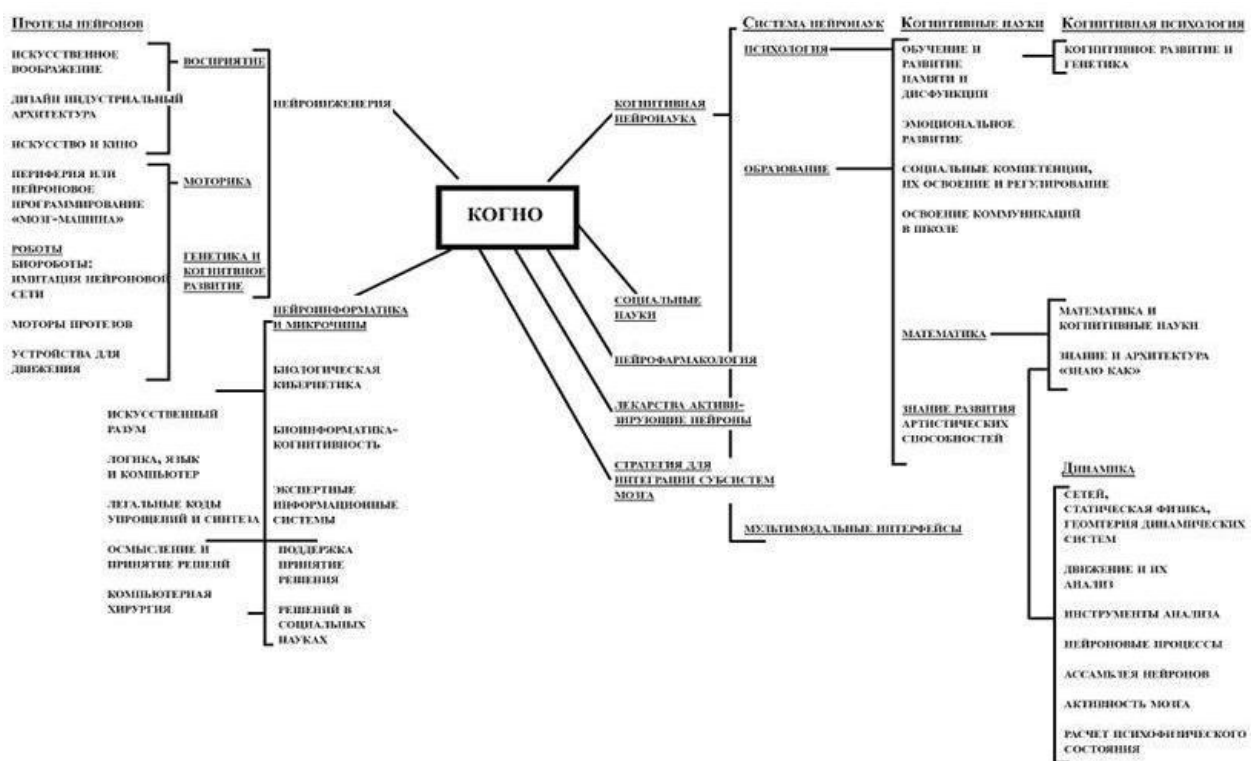 Протезы нейронов
ИСКУССТВЕННОЕ
ВООБРАЖЕНИЕ
ДИЗАЙН ИНДУСТРИАЛЬНЫЙ
АРХИТЕКТУРА
ИСКУССТВО И КИНО
ПЕРИФЕРИЯ ИЛИ
НЕЙРОНОВОЕ
ПРОГРАММИРОВАНИЕ
«МОЗГ-МАШИНА»
РОБОТЫ
БИОРОБОТЫ:
ИМИТАЦИЯ НЕЙРОНОВОЙ
СЕТИ
МОТОРЫ ПРОТЕЗОВ
УСТРОЙСТВА ДЛЯ
ДВИЖЕНИЯ
ВОСПРИЯТИЕ
МОТОРИКА
ГЕНЕТИКА И
КОГНИТВНОЕ
РАЗВИТИЕ
НЕЙРОИНЖЕНЕРИЯ
НЕЙРОИНФОРМАТИКА
И МИКРОЧИПЫ
БИОЛОГИЧЕСКАЯ
КИБЕРНЕТИКА
БИОИНФОРМАТИКА-
КОГНИТИВНОСТЬ
ЭКСПЕРТНЫЕ
ИНФОРМАЦИОННЫЕ
СИСТЕМЫ
ПОДДЕРЖКА
ПРИНЯТИЕ
РЕШЕНИЯ
РЕШЕНИЙ В
СОЦИАЛЬНЫХ
НАУКАХ
ИСКУССТВЕННЫЙ
РАЗУМ
ЛОГИКА, ЯЗЫК
И КОМПЬЮТЕР
ЛЕГАЛЬНЫЕ КОДЫ
УПРОЩЕНИЙ И СИНТЕЗА
ОСМЫСЛЕНИЕ И
ПРИНЯТИЕ РЕШЕНЙ
КОМПЬЮТЕРНАЯ
ХИРУРГИЯ
КОГНО
КОГНИТИВНАЯ
НЕЙРОНАУКА
СОЦИАЛЬНЫЕ
НАУКИ
НЕЙРОФАРМАКОЛОГИЯ
ЛЕКАРСТВА АКТИВИ-
ЗИРУЮЩИЕ НЕЙРОНЫ
СТРАТЕГИЯ ДЛЯ
ИНТЕГРАЦИИ СУБСИСТЕМ
МОЗГА
Система нейронаук
ПСИХОЛОГИЯ
ОБРАЗОВАНИЕ
МУЛЬТИМОДАЛЬНЫЕ ИНТЕРФЕЙСЫ
Когнитивные науки
ОБУЧЕНИЕ И
РАЗВИТИЕ
ПАМЯТИ И
ДИСФУНКЦИИ
ЭМОЦИОНАЛЬНОЕ
РАЗВИТИЕ
СОЦИАЛЬНЫЕ КОМПЕТЕНЦИИ,
ИХ ОСВОЕНИЕ И РЕГУЛИРОВАНИЕ
ОСВОЕНИЕ КОММУНИКАЦИЙ
В ШКОЛЕ
МАТЕМАТИКА
ЗНАНИЕ РАЗВИТИЯ
АРТИСТИЧЕСКИХ
СПОСОБНОСТЕЙ
Когнитивная психология
КОГНИТИВНОЕ РАЗВИТИЕ И
ГЕНЕТИКА
МАТЕМАТИКА И
КОГНИТИВНЫЕ НАУКИ
ЗНАНИЕ И АРХИТЕКТУРА
«ЗНАЮ КАК»
Динамика
СЕТЕЙ,
СТАТИЧЕСКАЯ ФИЗИКА,
ГЕОМТЕРИЯ ДИНАМИЧЕСКИХ
СИСТЕМ
ДВИЖЕНИЕ И ИХ
АНАЛИЗ
ИНСТРУМЕНТЫ АНАЛИЗА
НЕЙРОНОВЫЕ ПРОЦЕССЫ
АССАМБЛЕЯ НЕЙРОНОВ
АКТИВНОСТЬ МОЗГА
РАСЧЕТ ПСИХОФИЗИЧЕСКОГО
СОСТОЯНИЯ